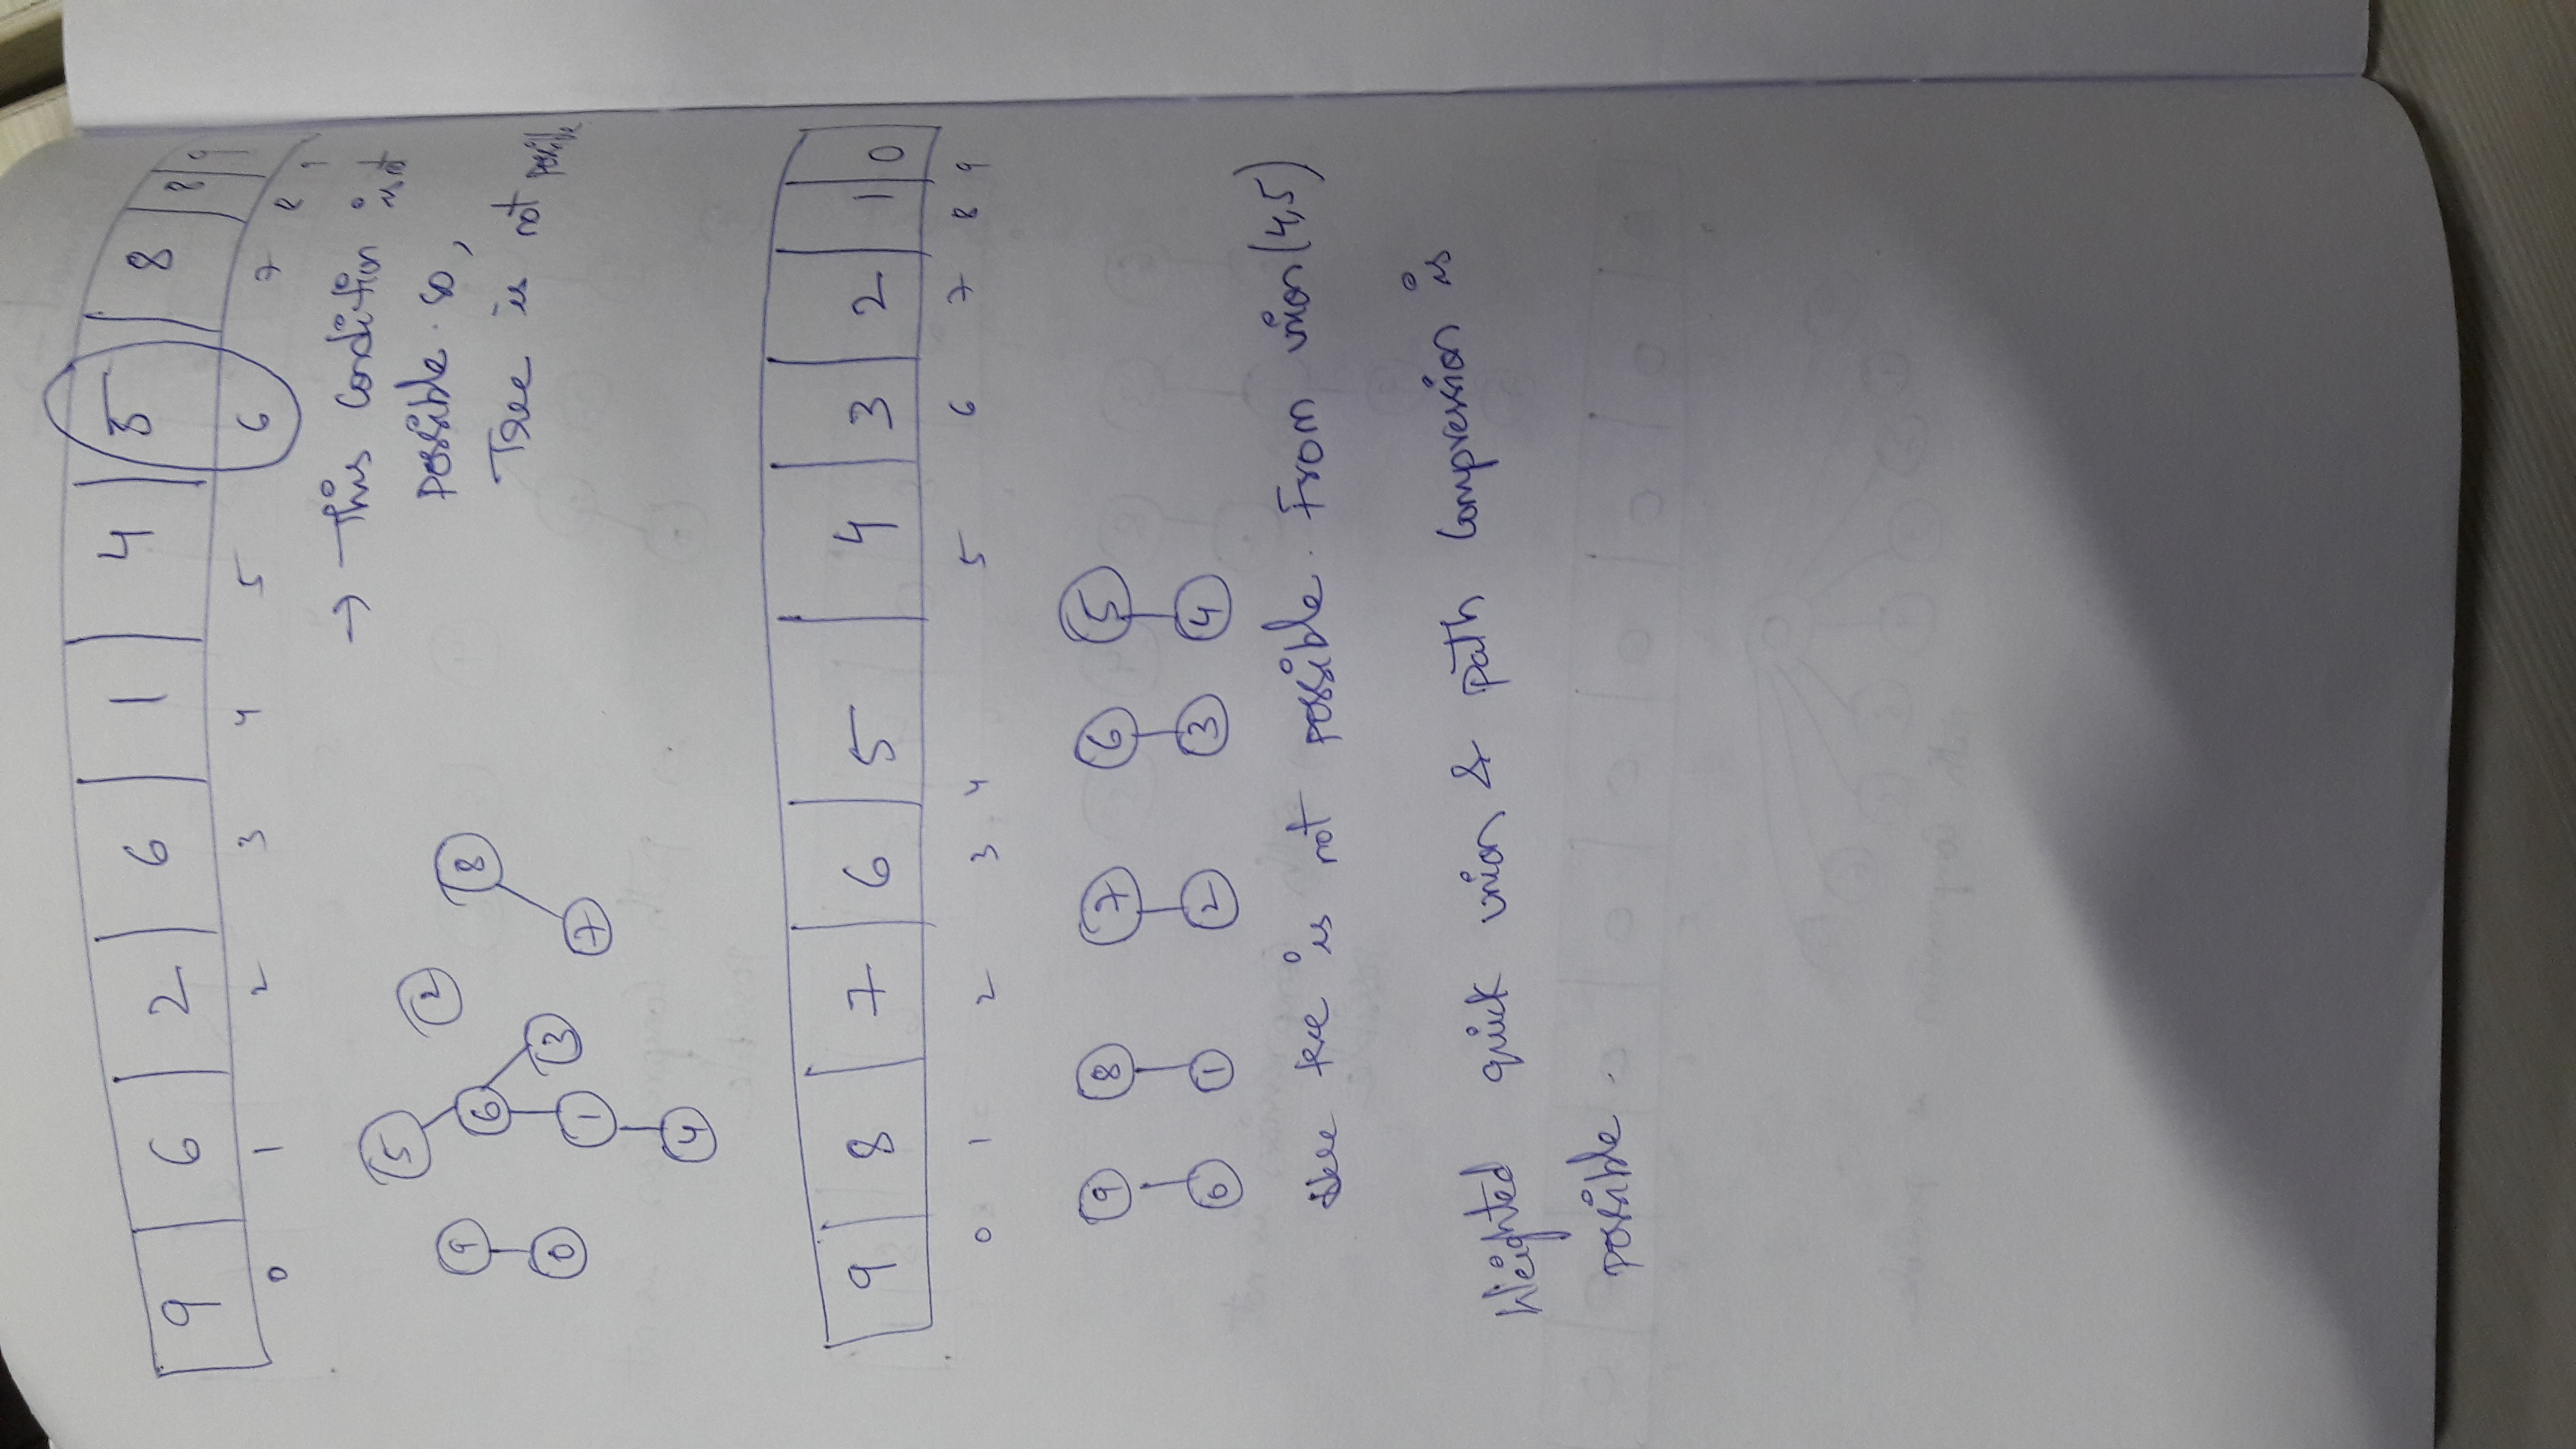 9 6 2 6 1 4 5 8 8 9
0 1 2 3 4 5 6 7 8 9
→ This Condition is not
possible. so,
Tree is not possible
5
9 6 2 8
0 1 3 7
4
9 8 7 6 5 4 3 2 1 0
0 1 2 3 4 5 6 7 8 9
9 8 7 6 5
0 1 2 3 4
tree is not possible. From union(4,5)
Weighted quick union & path Compression is
possible.